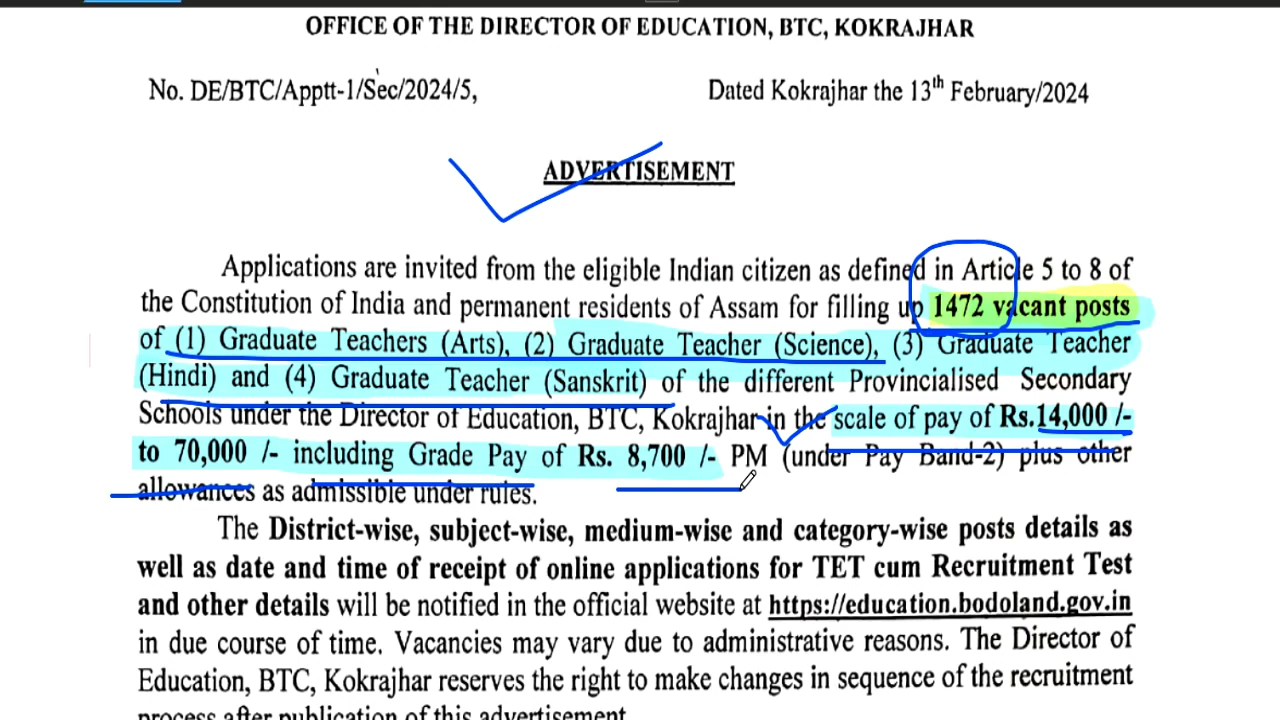 OFFICE OF THE DIRECTOR OF EDUCATION, BTC, KOKRAJHAR
No. DE/BTC/Apptt-1/Sec/2024/5,
Dated Kokrajhar the 13th February/2024
ADVERTISEMENT
Applications are invited from the eligible Indian citizen as defined in Article 5 to 8 of
the Constitution of India and permanent residents of Assam for filling up 1472 vacant posts
of (1) Graduate Teachers (Arts), (2) Graduate Teacher (Science), (3) Graduate Teacher
(Hindi) and (4) Graduate Teacher (Sanskrit) of the different Provincialised Secondary
Schools under the Director of Education, BTC, Kokrajhar in the scale of pay of Rs.14,000 /-
to 70,000 /- including Grade Pay of Rs. 8,700 /- PM (under Pay Band-2) plus other
allowances as admissible under rules.
The District-wise, subject-wise, medium-wise and category-wise posts details as
well as date and time of receipt of online applications for TET cum Recruitment Test
and other details will be notified in the official website at https://education.bodoland.gov.in
in due course of time. Vacancies may vary due to administrative reasons. The Director of
Education, BTC, Kokrajhar reserves the right to make changes in sequence of the recruitment
process after publication of this advertisement